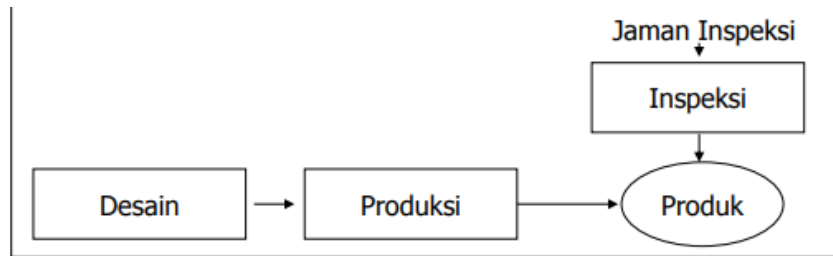 Jaman Inspeksi
Inspeksi
Desain
Produksi
Produk